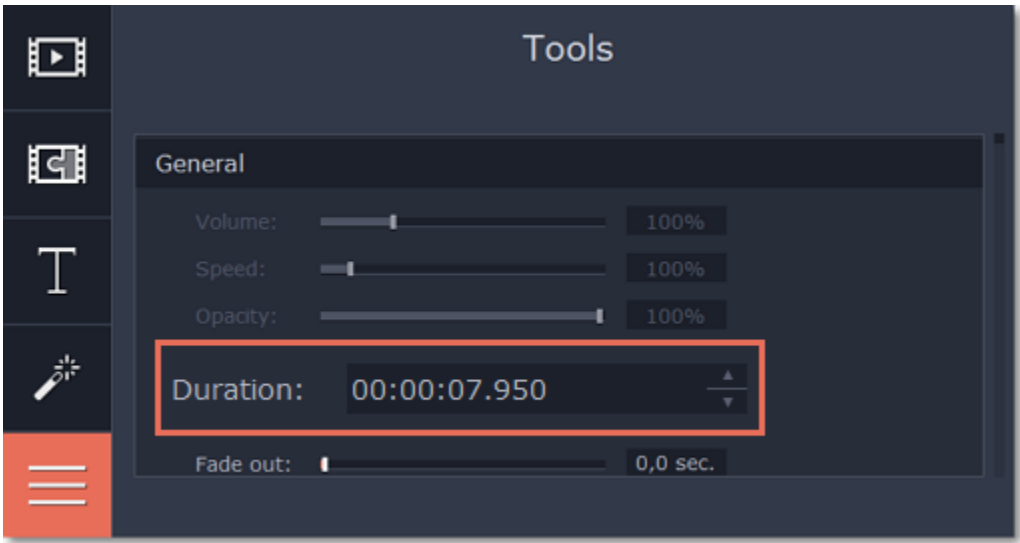 Tools
General
Volume: 100%
Speed: 100%
Opacity: 100%
Duration: 00:00:07.950
Fade out: 0,0 sec.